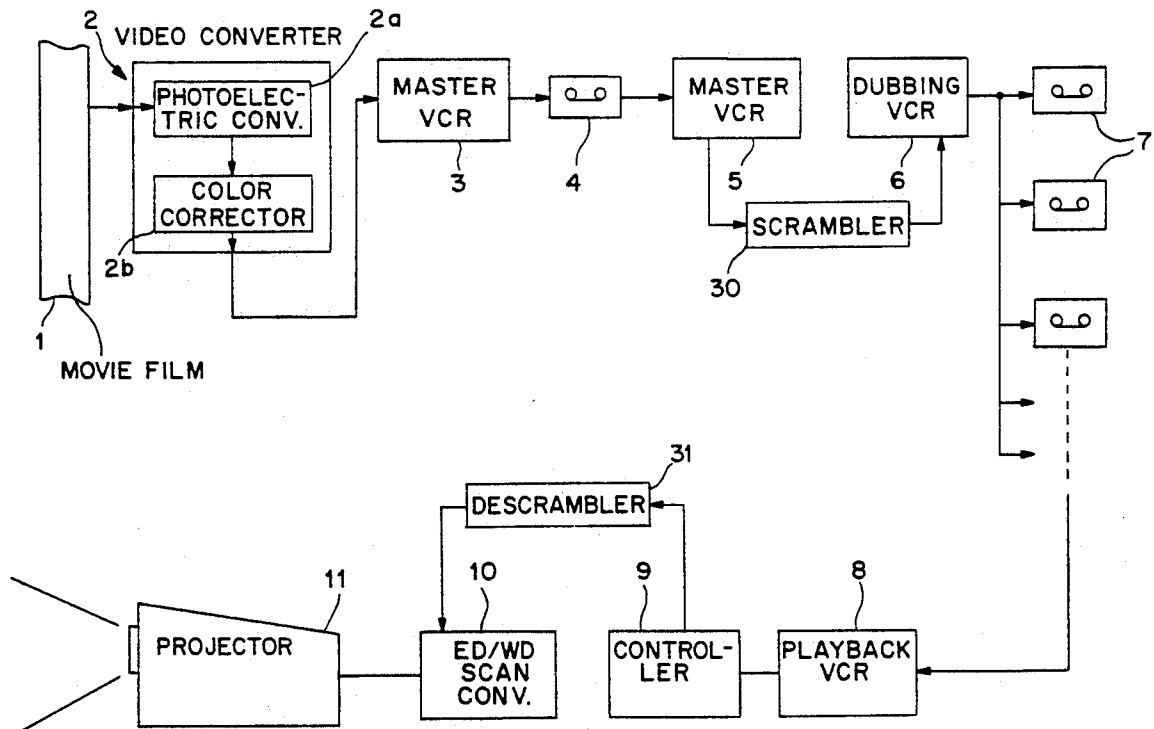 2
VIDEO CONVERTER
2a
PHOTOELEC-
TRIC CONV.
COLOR
CORRECTOR
2b
1
MOVIE FILM
MASTER
VCR
3
4
MASTER
VCR
5
DUBBING
VCR
6
SCRAMBLER
30
7
31
DESCRAMBLER
11
PROJECTOR
10
ED/WD
SCAN
CONV.
9
CONTROL-
LER
8
PLAYBACK
VCR